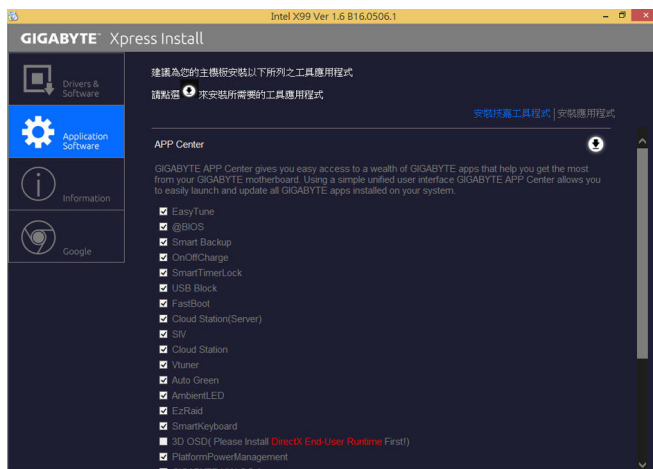 Intel X99 Ver 1.6 B16.0506.1
GIGABYTE™ Xpress Install
Drivers &
Software
Application
Software
Information
Google
建議為您的主機板安裝以下所列之工具應用程式
請點選 來安裝所需要的工具應用程式
安裝技嘉工具程式 | 安裝應用程式
APP Center
GIGABYTE APP Center gives you easy access to a wealth of GIGABYTE apps that help you get the most
from your GIGABYTE motherboard. Using a simple unified user interface GIGABYTE APP Center allows you
to easily launch and update all GIGABYTE apps installed on your system.
EasyTune
@BIOS
Smart Backup
OnOffCharge
SmartTimerLock
USB Block
FastBoot
Cloud Station(Server)
SIV
Cloud Station
Vtuner
Auto Green
AmbientLED
EzRaid
SmartKeyboard
3D OSD( Please Install DirectX End-User Runtime First!)
PlatformPowerManagement